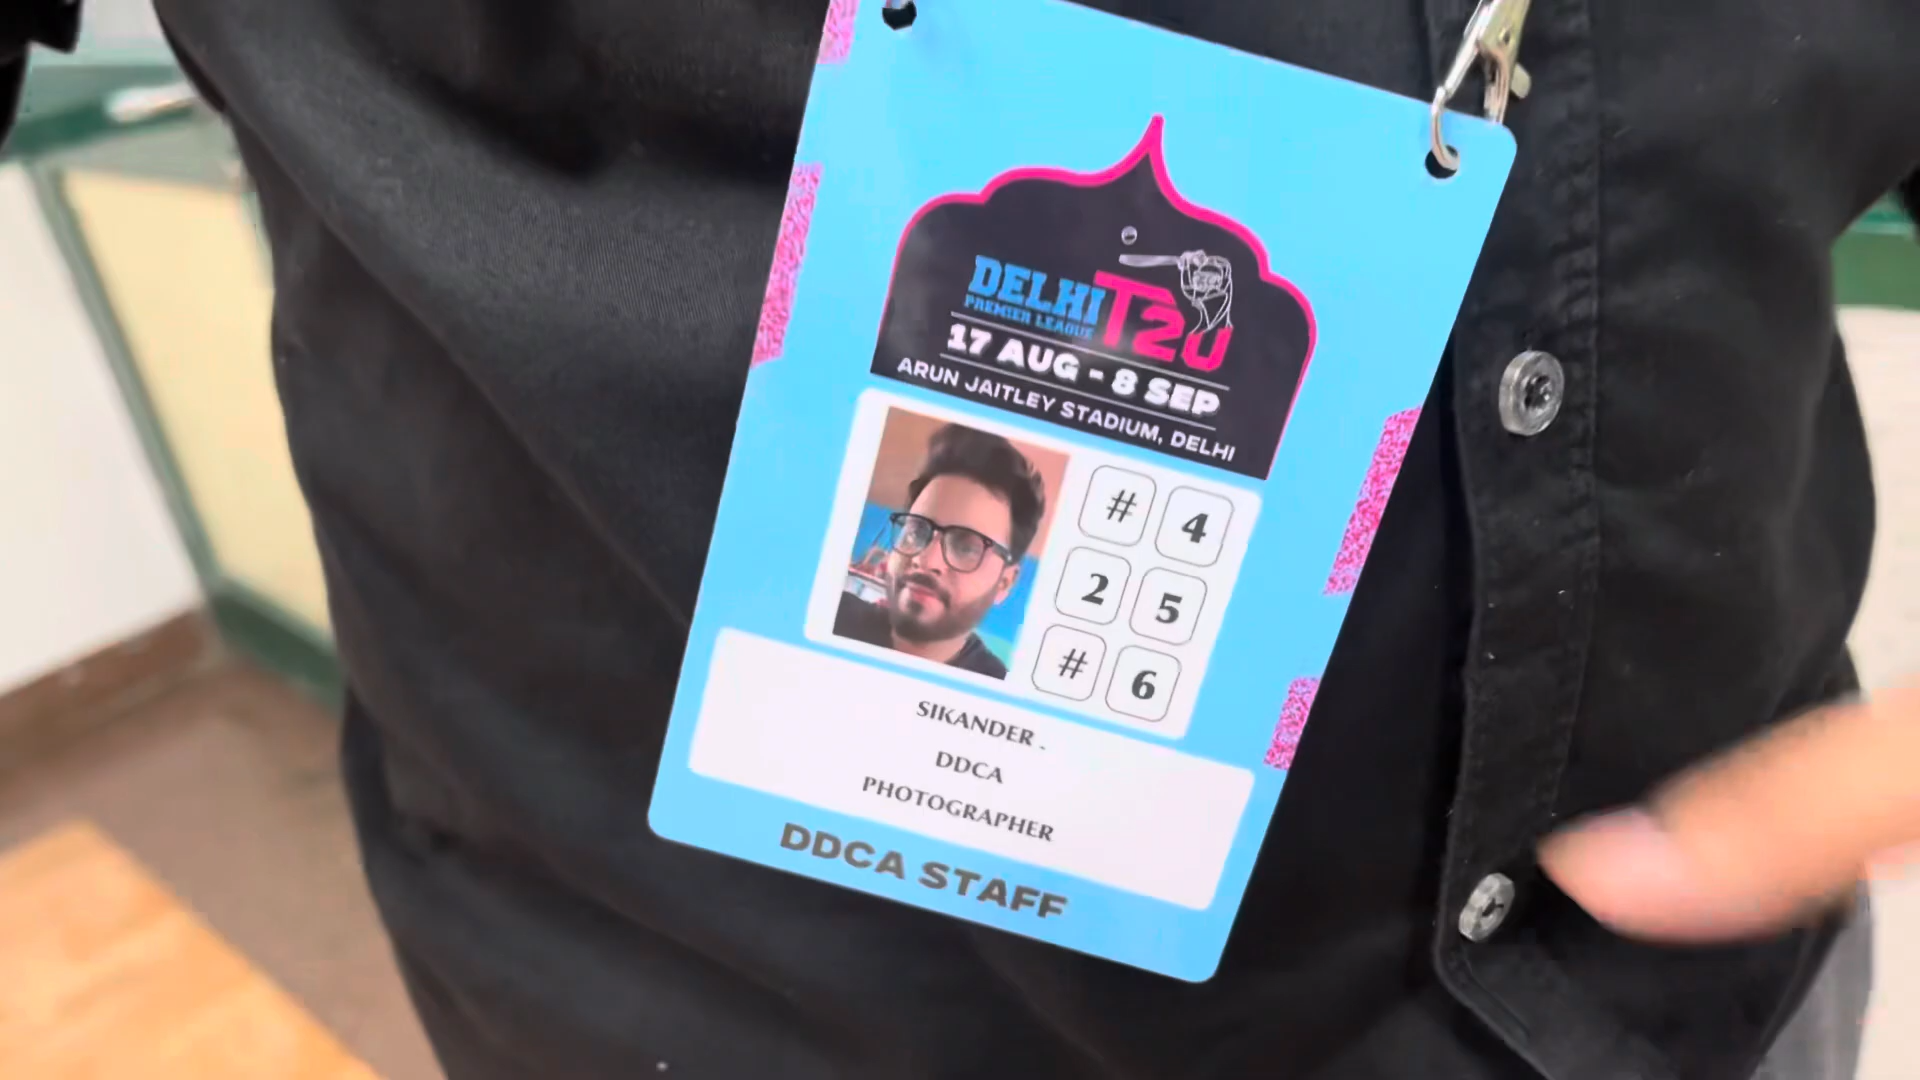 DELHI T20
PREMIER LEAGUE
17 AUG - 8 SEP
ARUN JAITLEY STADIUM, DELHI
# 4
2 5
# 6
SIKANDER .
DDCA
PHOTOGRAPHER
DDCA STAFF